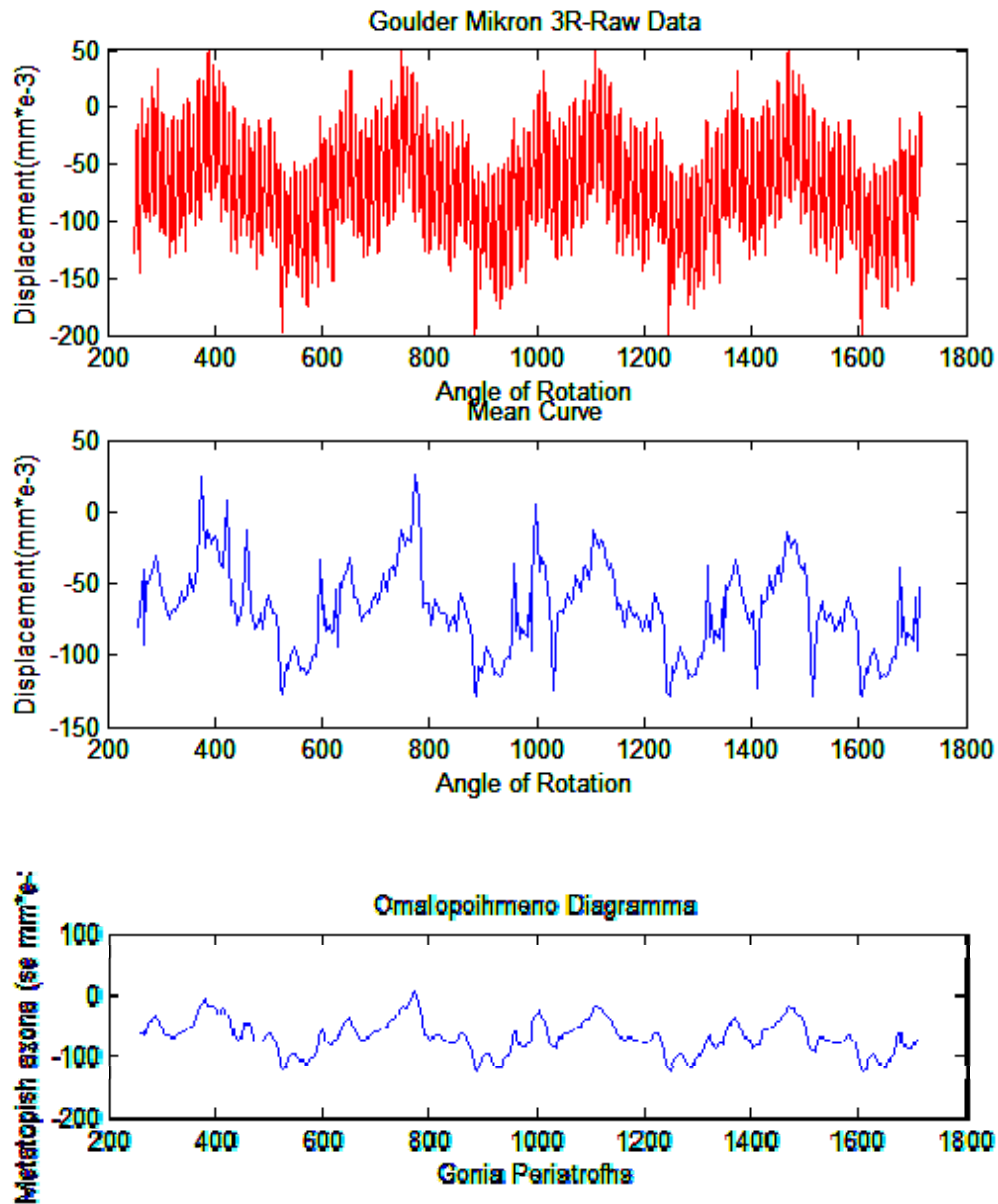 Goulder Mikron 3R-Raw Data
Displacement(mm*e-3)
50
0
-50
-100
-150
-200
200 400 600 800 1000 1200 1400 1600 1800
Angle of Rotation
Mean Curve
Displacement(mm*e-3)
50
0
-50
-100
-150
200 400 600 800 1000 1200 1400 1600 1800
Angle of Rotation
Omalopoihmeno Diagramma
Metatopish axona (se mm*e-
100
0
-100
-200
200 400 600 800 1000 1200 1400 1600 1800
Gonia Peristrofhs